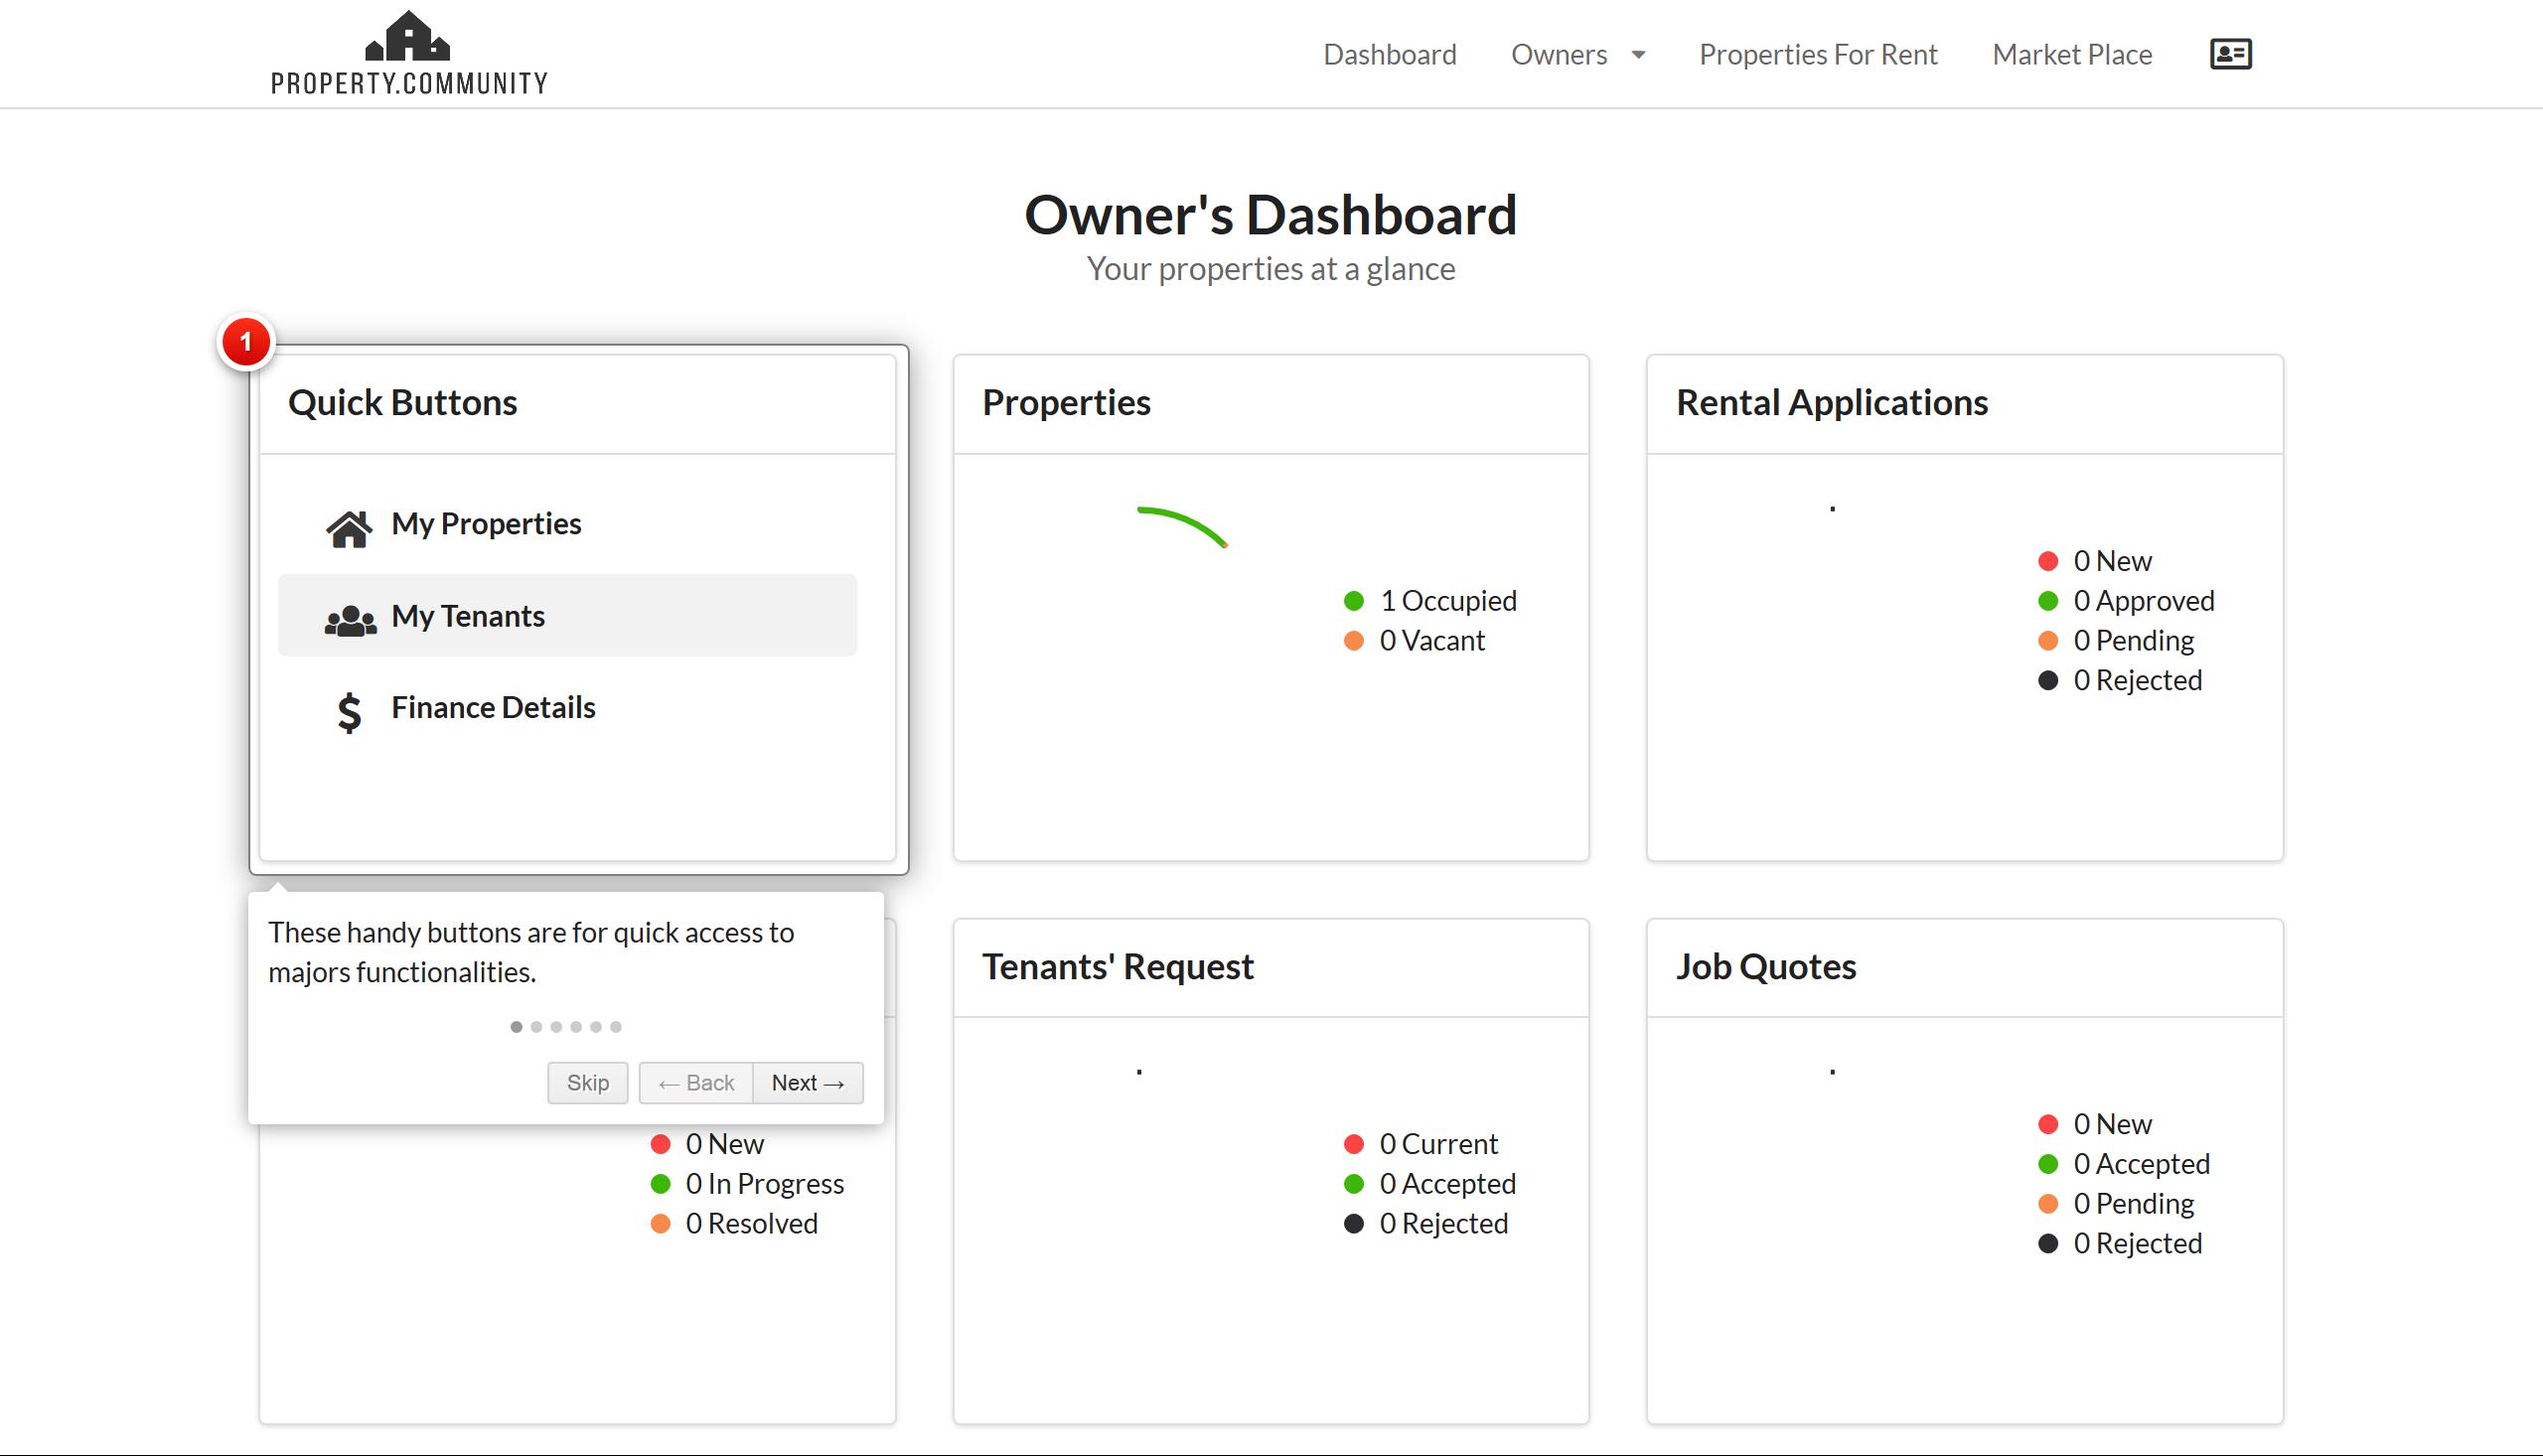 PROPERTY.COMMUNITY
Dashboard Owners Properties For Rent Market Place
Owner's Dashboard
Your properties at a glance
1
Quick Buttons
My Properties
My Tenants
Finance Details
Properties
1 Occupied
0 Vacant
Rental Applications
0 New
0 Approved
0 Pending
0 Rejected
These handy buttons are for quick access to
majors functionalities.
Skip ← Back Next →
0 New
0 In Progress
0 Resolved
Tenants' Request
0 Current
0 Accepted
0 Rejected
Job Quotes
0 New
0 Accepted
0 Pending
0 Rejected